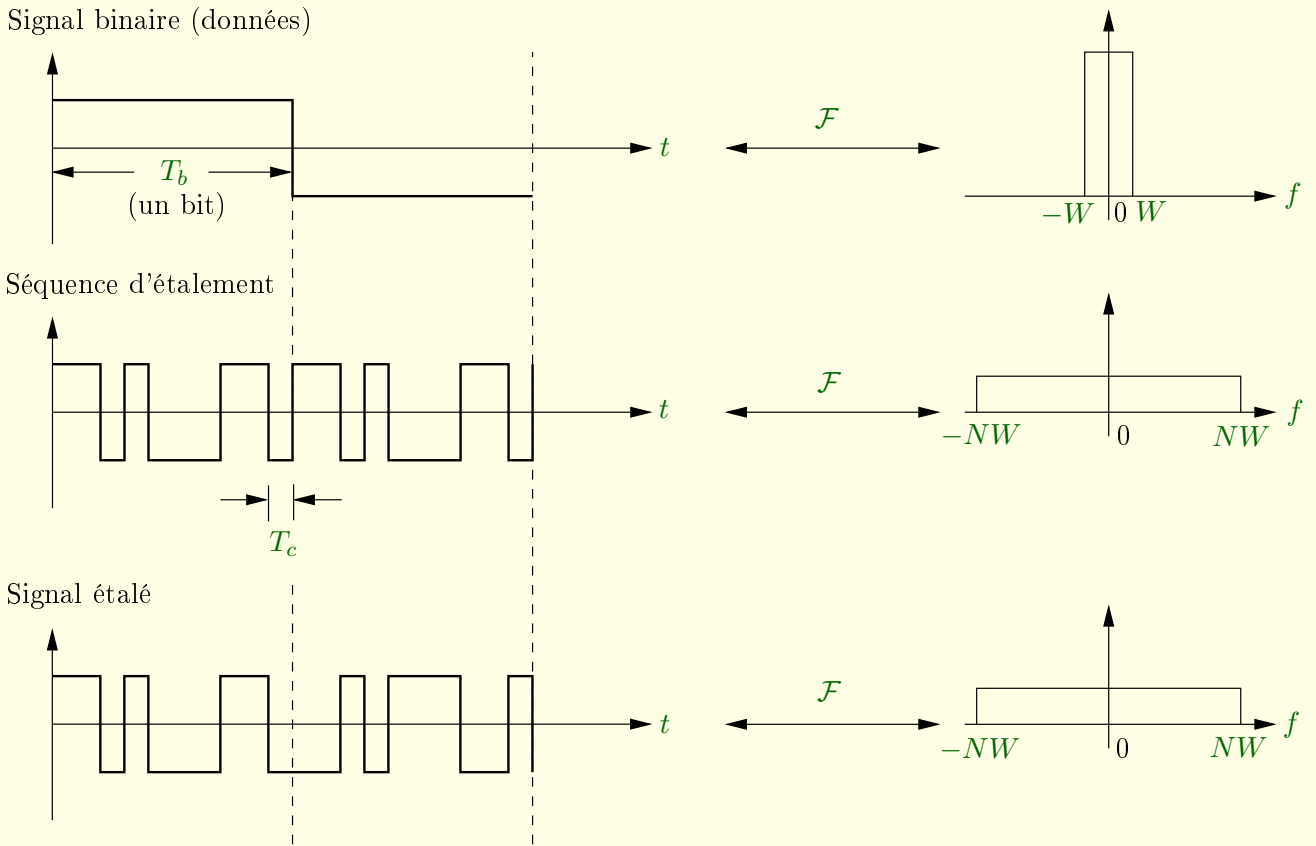 Signal binaire (données)
t
T_b
(un bit)
ℱ
f
−W 0 W
Séquence d'étalement
t
T_c
ℱ
f
−NW 0 NW
Signal étalé
t
ℱ
f
−NW 0 NW